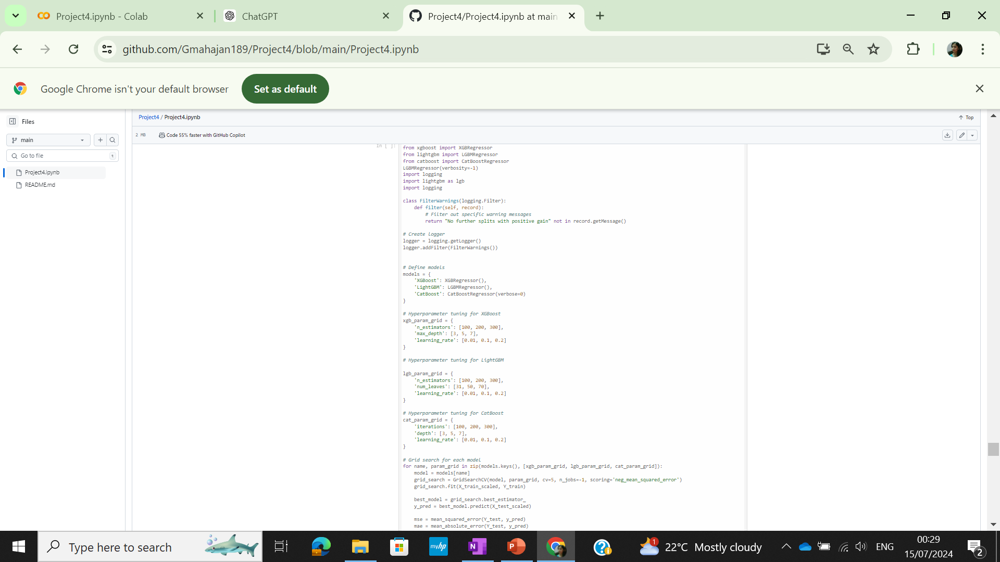 Project4.ipynb - Colab
ChatGPT
Project4/Project4.ipynb at main
github.com/Gmahajan189/Project4/blob/main/Project4.ipynb
Google Chrome isn't your default browser
Set as default
Files
Project4 / Project4.ipynb
Top
main
2 MB
Code 55% faster with GitHub Copilot
Go to file
t
Project4.ipynb
README.md
In [ ]:
from xgboost import XGBRegressor
from lightgbm import LGBMRegressor
from catboost import CatBoostRegressor
LGBMRegressor(verbosity=-1)
import logging
import lightgbm as lgb
import logging
class FilterWarnings(logging.Filter):
    def filter(self, record):
        # Filter out specific warning messages
        return "No further splits with positive gain" not in record.getMessage()
# Create logger
logger = logging.getLogger()
logger.addFilter(FilterWarnings())
# Define models
models = {
    'XGBoost': XGBRegressor(),
    'LightGBM': LGBMRegressor(),
    'CatBoost': CatBoostRegressor(verbose=0)
}
# Hyperparameter tuning for XGBoost
xgb_param_grid = {
    'n_estimators': [100, 200, 300],
    'max_depth': [3, 5, 7],
    'learning_rate': [0.01, 0.1, 0.2]
}
# Hyperparameter tuning for LightGBM
lgb_param_grid = {
    'n_estimators': [100, 200, 300],
    'num_leaves': [31, 50, 70],
    'learning_rate': [0.01, 0.1, 0.2]
}
# Hyperparameter tuning for CatBoost
cat_param_grid = {
    'iterations': [100, 200, 300],
    'depth': [3, 5, 7],
    'learning_rate': [0.01, 0.1, 0.2]
}
# Grid search for each model
for name, param_grid in zip(models.keys(), [xgb_param_grid, lgb_param_grid, cat_param_grid]):
    model = models[name]
    grid_search = GridSearchCV(model, param_grid, cv=5, n_jobs=-1, scoring='neg_mean_squared_error')
    grid_search.fit(X_train_scaled, Y_train)
    best_model = grid_search.best_estimator_
    y_pred = best_model.predict(X_test_scaled)
    mse = mean_squared_error(Y_test, y_pred)
    mae = mean_absolute_error(Y_test, y_pred)
Type here to search
myhp
N
P
1
22°C Mostly cloudy
ENG
00:29
15/07/2024
2